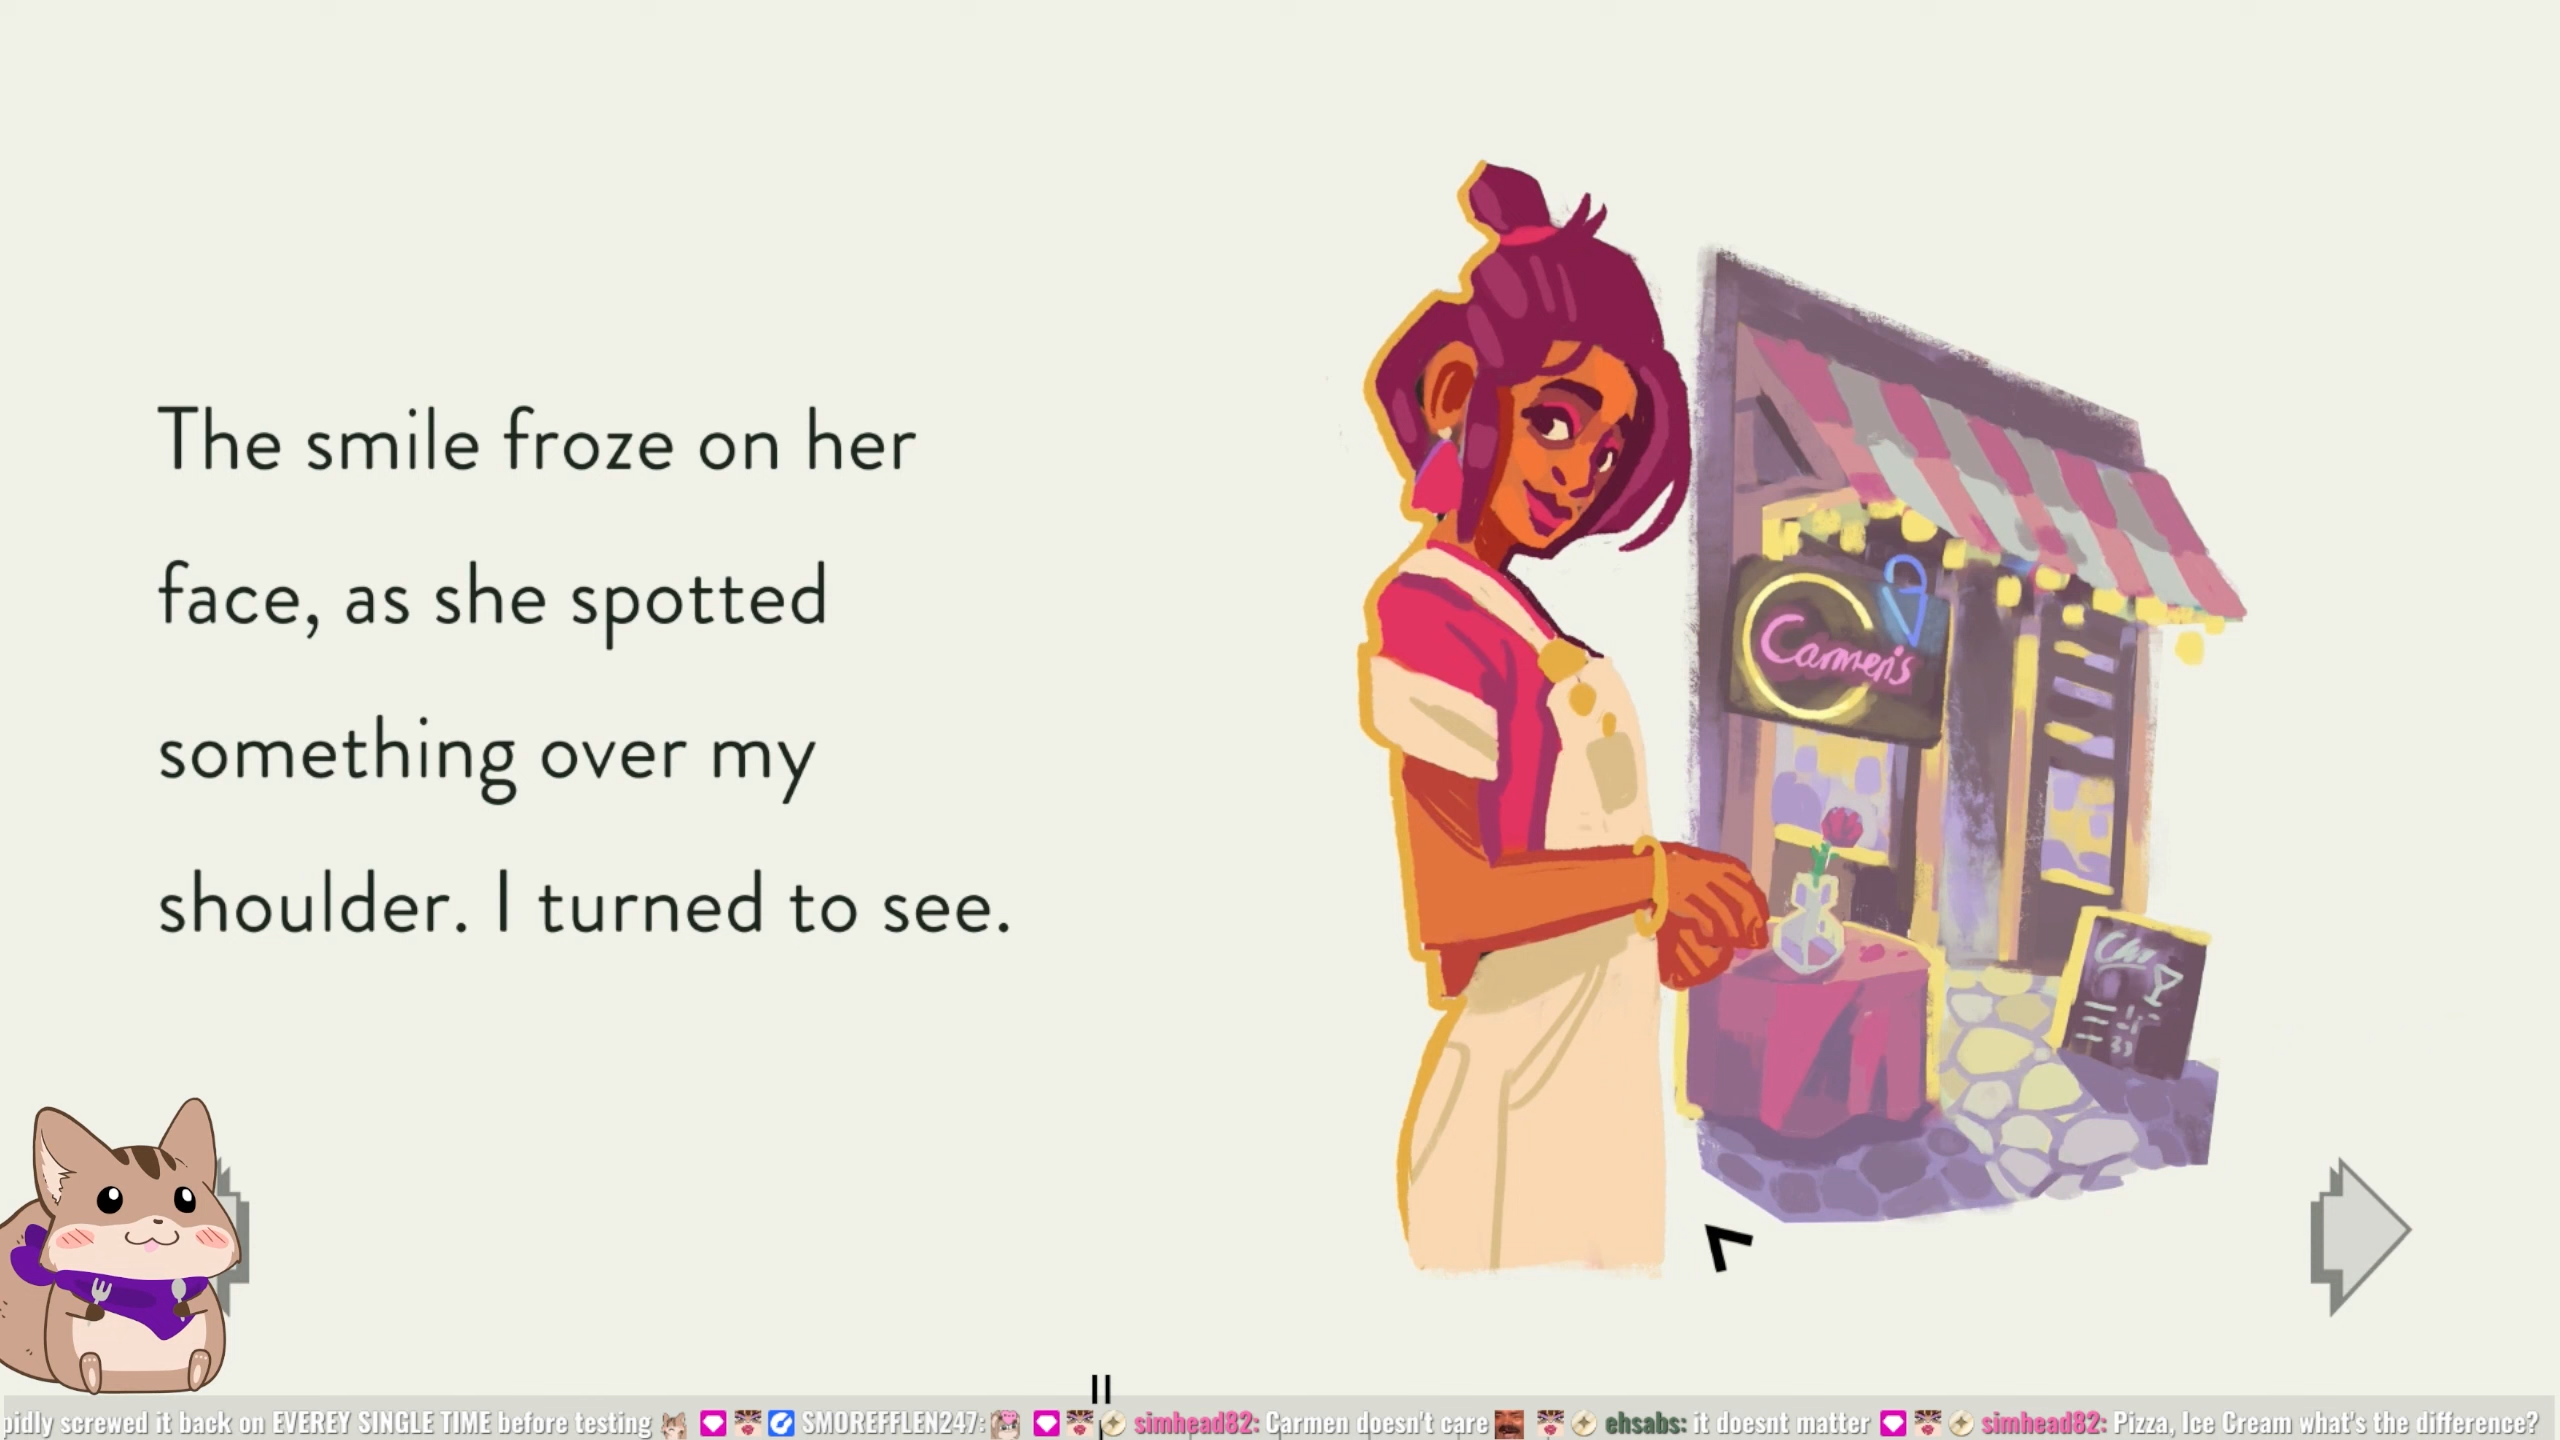 The smile froze on her
face, as she spotted
something over my
shoulder. I turned to see.
Carmen's
pidly screwed it back on EVEREY SINGLE TIME before testing SMOREFFLEN247: simhead82: Carmen doesn't care ehsabs: it doesnt matter simhead82: Pizza, Ice Cream what's the difference?